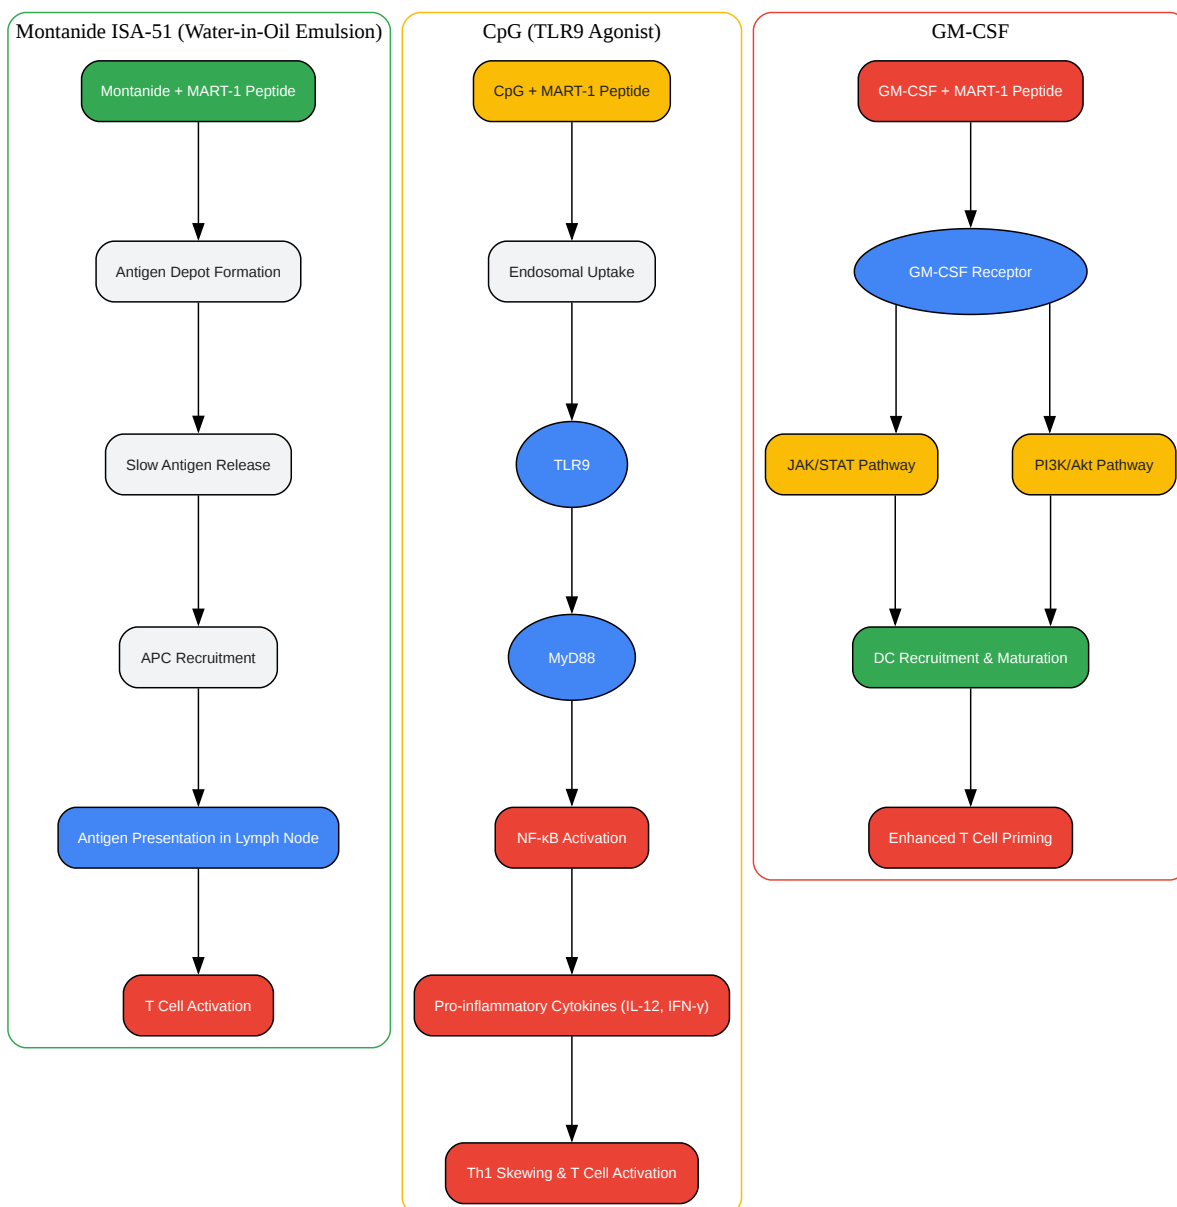 Montanide ISA-51 (Water-in-Oil Emulsion)
Montanide + MART-1 Peptide
Antigen Depot Formation
Slow Antigen Release
APC Recruitment
Antigen Presentation in Lymph Node
T Cell Activation
CpG (TLR9 Agonist)
CpG + MART-1 Peptide
Endosomal Uptake
TLR9
MyD88
NF-κB Activation
Pro-inflammatory Cytokines (IL-12, IFN-γ)
Th1 Skewing & T Cell Activation
GM-CSF
GM-CSF + MART-1 Peptide
GM-CSF Receptor
JAK/STAT Pathway
PI3K/Akt Pathway
DC Recruitment & Maturation
Enhanced T Cell Priming